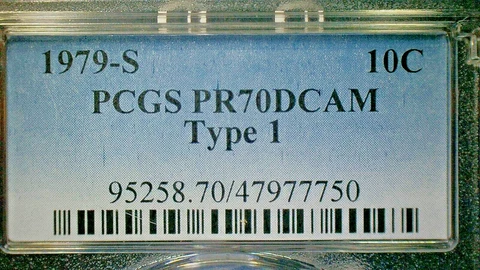 1979-S 10C
PCGS PR70DCAM
Type 1
95258.70/47977750